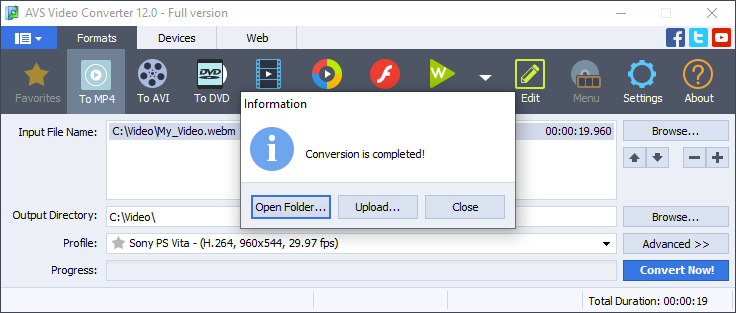 AVS Video Converter 12.0 - Full version
Formats Devices Web
Favorites To MP4 To AVI To DVD Edit Menu Settings About
DVD
Information
Input File Name: C:\Video\My_Video.webm 00:00:19.960 Browse...
Conversion is completed!
Open Folder... Upload... Close
Output Directory: C:\Video\ Browse...
Profile: Sony PS Vita - (H.264, 960x544, 29.97 fps) Advanced >>
Progress: Convert Now!
Total Duration: 00:00:19